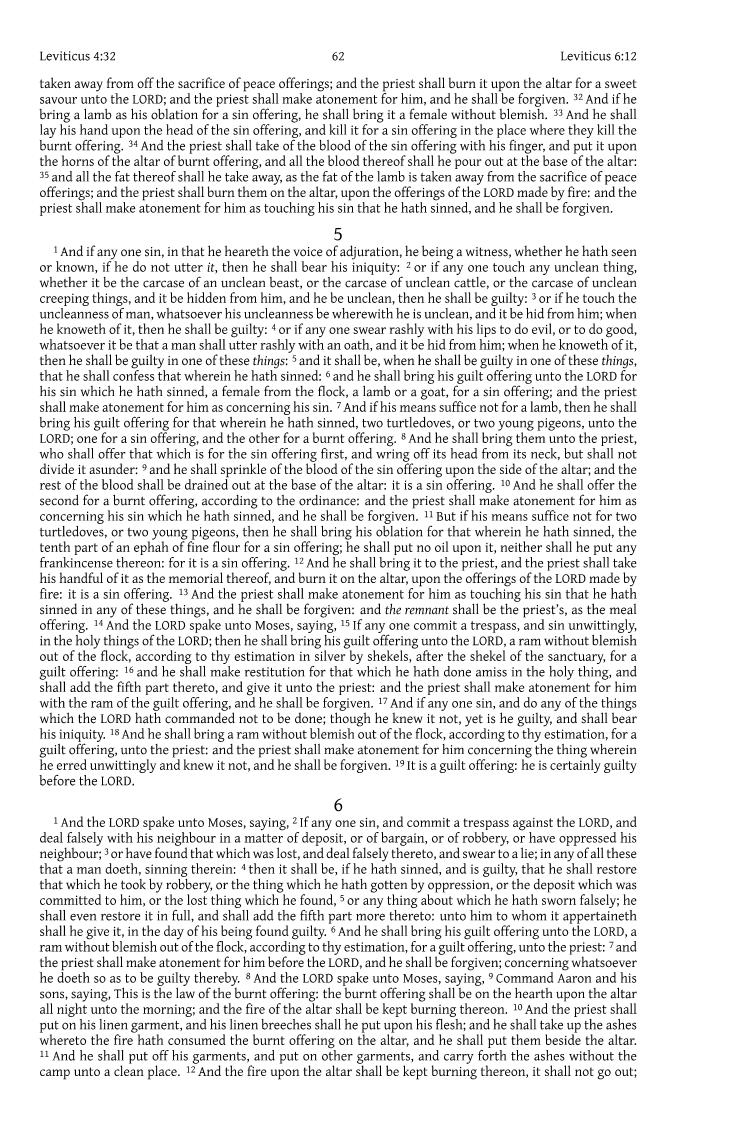 Leviticus 4:32 62 Leviticus 6:12
taken away from off the sacrifice of peace offerings; and the priest shall burn it upon the altar for a sweet
savour unto the LORD; and the priest shall make atonement for him, and he shall be forgiven. 32 And if he
bring a lamb as his oblation for a sin offering, he shall bring it a female without blemish. 33 And he shall
lay his hand upon the head of the sin offering, and kill it for a sin offering in the place where they kill the
burnt offering. 34 And the priest shall take of the blood of the sin offering with his finger, and put it upon
the horns of the altar of burnt offering, and all the blood thereof shall he pour out at the base of the altar:
35 and all the fat thereof shall he take away, as the fat of the lamb is taken away from the sacrifice of peace
offerings; and the priest shall burn them on the altar, upon the offerings of the LORD made by fire: and the
priest shall make atonement for him as touching his sin that he hath sinned, and he shall be forgiven.
5
1 And if any one sin, in that he heareth the voice of adjuration, he being a witness, whether he hath seen
or known, if he do not utter it, then he shall bear his iniquity: 2 or if any one touch any unclean thing,
whether it be the carcase of an unclean beast, or the carcase of unclean cattle, or the carcase of unclean
creeping things, and it be hidden from him, and he be unclean, then he shall be guilty: 3 or if he touch the
uncleanness of man, whatsoever his uncleanness be wherewith he is unclean, and it be hid from him; when
he knoweth of it, then he shall be guilty: 4 or if any one swear rashly with his lips to do evil, or to do good,
whatsoever it be that a man shall utter rashly with an oath, and it be hid from him; when he knoweth of it,
then he shall be guilty in one of these things: 5 and it shall be, when he shall be guilty in one of these things,
that he shall confess that wherein he hath sinned: 6 and he shall bring his guilt offering unto the LORD for
his sin which he hath sinned, a female from the flock, a lamb or a goat, for a sin offering; and the priest
shall make atonement for him as concerning his sin. 7 And if his means suffice not for a lamb, then he shall
bring his guilt offering for that wherein he hath sinned, two turtledoves, or two young pigeons, unto the
LORD; one for a sin offering, and the other for a burnt offering. 8 And he shall bring them unto the priest,
who shall offer that which is for the sin offering first, and wring off its head from its neck, but shall not
divide it asunder: 9 and he shall sprinkle of the blood of the sin offering upon the side of the altar; and the
rest of the blood shall be drained out at the base of the altar: it is a sin offering. 10 And he shall offer the
second for a burnt offering, according to the ordinance: and the priest shall make atonement for him as
concerning his sin which he hath sinned, and he shall be forgiven. 11 But if his means suffice not for two
turtledoves, or two young pigeons, then he shall bring his oblation for that wherein he hath sinned, the
tenth part of an ephah of fine flour for a sin offering; he shall put no oil upon it, neither shall he put any
frankincense thereon: for it is a sin offering. 12 And he shall bring it to the priest, and the priest shall take
his handful of it as the memorial thereof, and burn it on the altar, upon the offerings of the LORD made by
fire: it is a sin offering. 13 And the priest shall make atonement for him as touching his sin that he hath
sinned in any of these things, and he shall be forgiven: and the remnant shall be the priest's, as the meal
offering. 14 And the LORD spake unto Moses, saying, 15 If any one commit a trespass, and sin unwittingly,
in the holy things of the LORD; then he shall bring his guilt offering unto the LORD, a ram without blemish
out of the flock, according to thy estimation in silver by shekels, after the shekel of the sanctuary, for a
guilt offering: 16 and he shall make restitution for that which he hath done amiss in the holy thing, and
shall add the fifth part thereto, and give it unto the priest: and the priest shall make atonement for him
with the ram of the guilt offering, and he shall be forgiven. 17 And if any one sin, and do any of the things
which the LORD hath commanded not to be done; though he knew it not, yet is he guilty, and shall bear
his iniquity. 18 And he shall bring a ram without blemish out of the flock, according to thy estimation, for a
guilt offering, unto the priest: and the priest shall make atonement for him concerning the thing wherein
he erred unwittingly and knew it not, and he shall be forgiven. 19 It is a guilt offering: he is certainly guilty
before the LORD.
6
1 And the LORD spake unto Moses, saying, 2 If any one sin, and commit a trespass against the LORD, and
deal falsely with his neighbour in a matter of deposit, or of bargain, or of robbery, or have oppressed his
neighbour; 3 or have found that which was lost, and deal falsely thereto, and swear to a lie; in any of all these
that a man doeth, sinning therein: 4 then it shall be, if he hath sinned, and is guilty, that he shall restore
that which he took by robbery, or the thing which he hath gotten by oppression, or the deposit which was
committed to him, or the lost thing which he found, 5 or any thing about which he hath sworn falsely; he
shall even restore it in full, and shall add the fifth part more thereto: unto him to whom it appertaineth
shall he give it, in the day of his being found guilty. 6 And he shall bring his guilt offering unto the LORD, a
ram without blemish out of the flock, according to thy estimation, for a guilt offering, unto the priest: 7 and
the priest shall make atonement for him before the LORD, and he shall be forgiven; concerning whatsoever
he doeth so as to be guilty thereby. 8 And the LORD spake unto Moses, saying, 9 Command Aaron and his
sons, saying, This is the law of the burnt offering: the burnt offering shall be on the hearth upon the altar
all night unto the morning; and the fire of the altar shall be kept burning thereon. 10 And the priest shall
put on his linen garment, and his linen breeches shall he put upon his flesh; and he shall take up the ashes
whereto the fire hath consumed the burnt offering on the altar, and he shall put them beside the altar.
11 And he shall put off his garments, and put on other garments, and carry forth the ashes without the
camp unto a clean place. 12 And the fire upon the altar shall be kept burning thereon, it shall not go out;